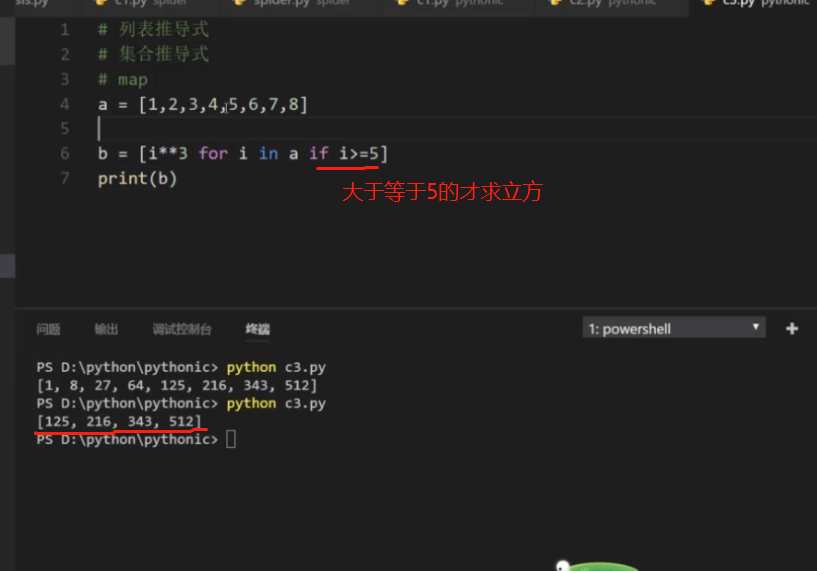 sis.py c1.py spider spider.py spider c1.py pythonic c2.py pythonic c3.py pythonic
1 # 列表推导式
2 # 集合推导式
3 # map
4 a = [1,2,3,4,5,6,7,8]
5
6 b = [i**3 for i in a if i>=5]
7 print(b)
大于等于5的才求立方
问题 输出 调试控制台 终端 1: powershell
PS D:\python\pythonic> python c3.py
[1, 8, 27, 64, 125, 216, 343, 512]
PS D:\python\pythonic> python c3.py
[125, 216, 343, 512]
PS D:\python\pythonic>